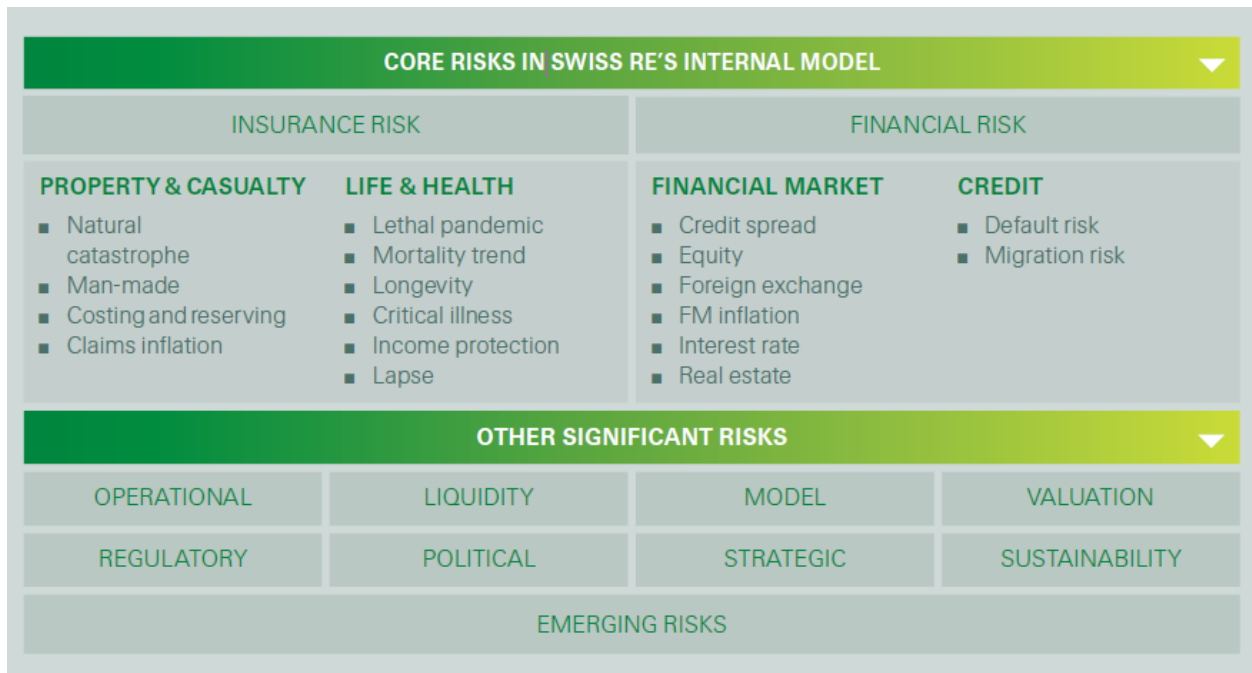 CORE RISKS IN SWISS RE'S INTERNAL MODEL
INSURANCE RISK
FINANCIAL RISK
PROPERTY & CASUALTY
Natural
catastrophe
Man-made
Costing and reserving
Claims inflation
LIFE & HEALTH
Lethal pandemic
Mortality trend
Longevity
Critical illness
Income protection
Lapse
FINANCIAL MARKET
Credit spread
Equity
Foreign exchange
FM inflation
Interest rate
Real estate
CREDIT
Default risk
Migration risk
OTHER SIGNIFICANT RISKS
OPERATIONAL
LIQUIDITY
MODEL
VALUATION
REGULATORY
POLITICAL
STRATEGIC
SUSTAINABILITY
EMERGING RISKS